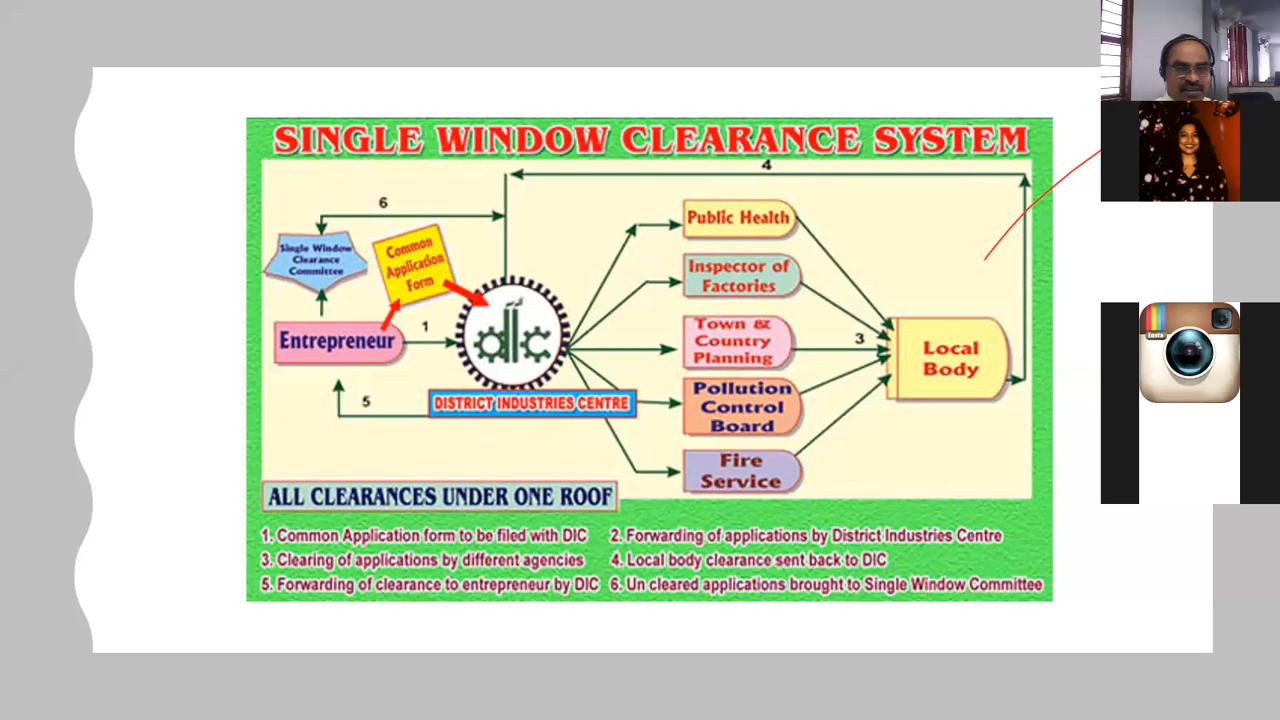 SINGLE WINDOW CLEARANCE SYSTEM
4
6
Single Window
Clearance
Committee
Common
Application
Form
Public Health
Inspector of
Factories
Entrepreneur
1
dic
Town &
Country
Planning
3
Local
Body
5
DISTRICT INDUSTRIES CENTRE
Pollution
Control
Board
Fire
Service
ALL CLEARANCES UNDER ONE ROOF
1. Common Application form to be filed with DIC
2. Forwarding of applications by District Industries Centre
3. Clearing of applications by different agencies
4. Local body clearance sent back to DIC
5. Forwarding of clearance to entrepreneur by DIC
6. Un cleared applications brought to Single Window Committee
Insta